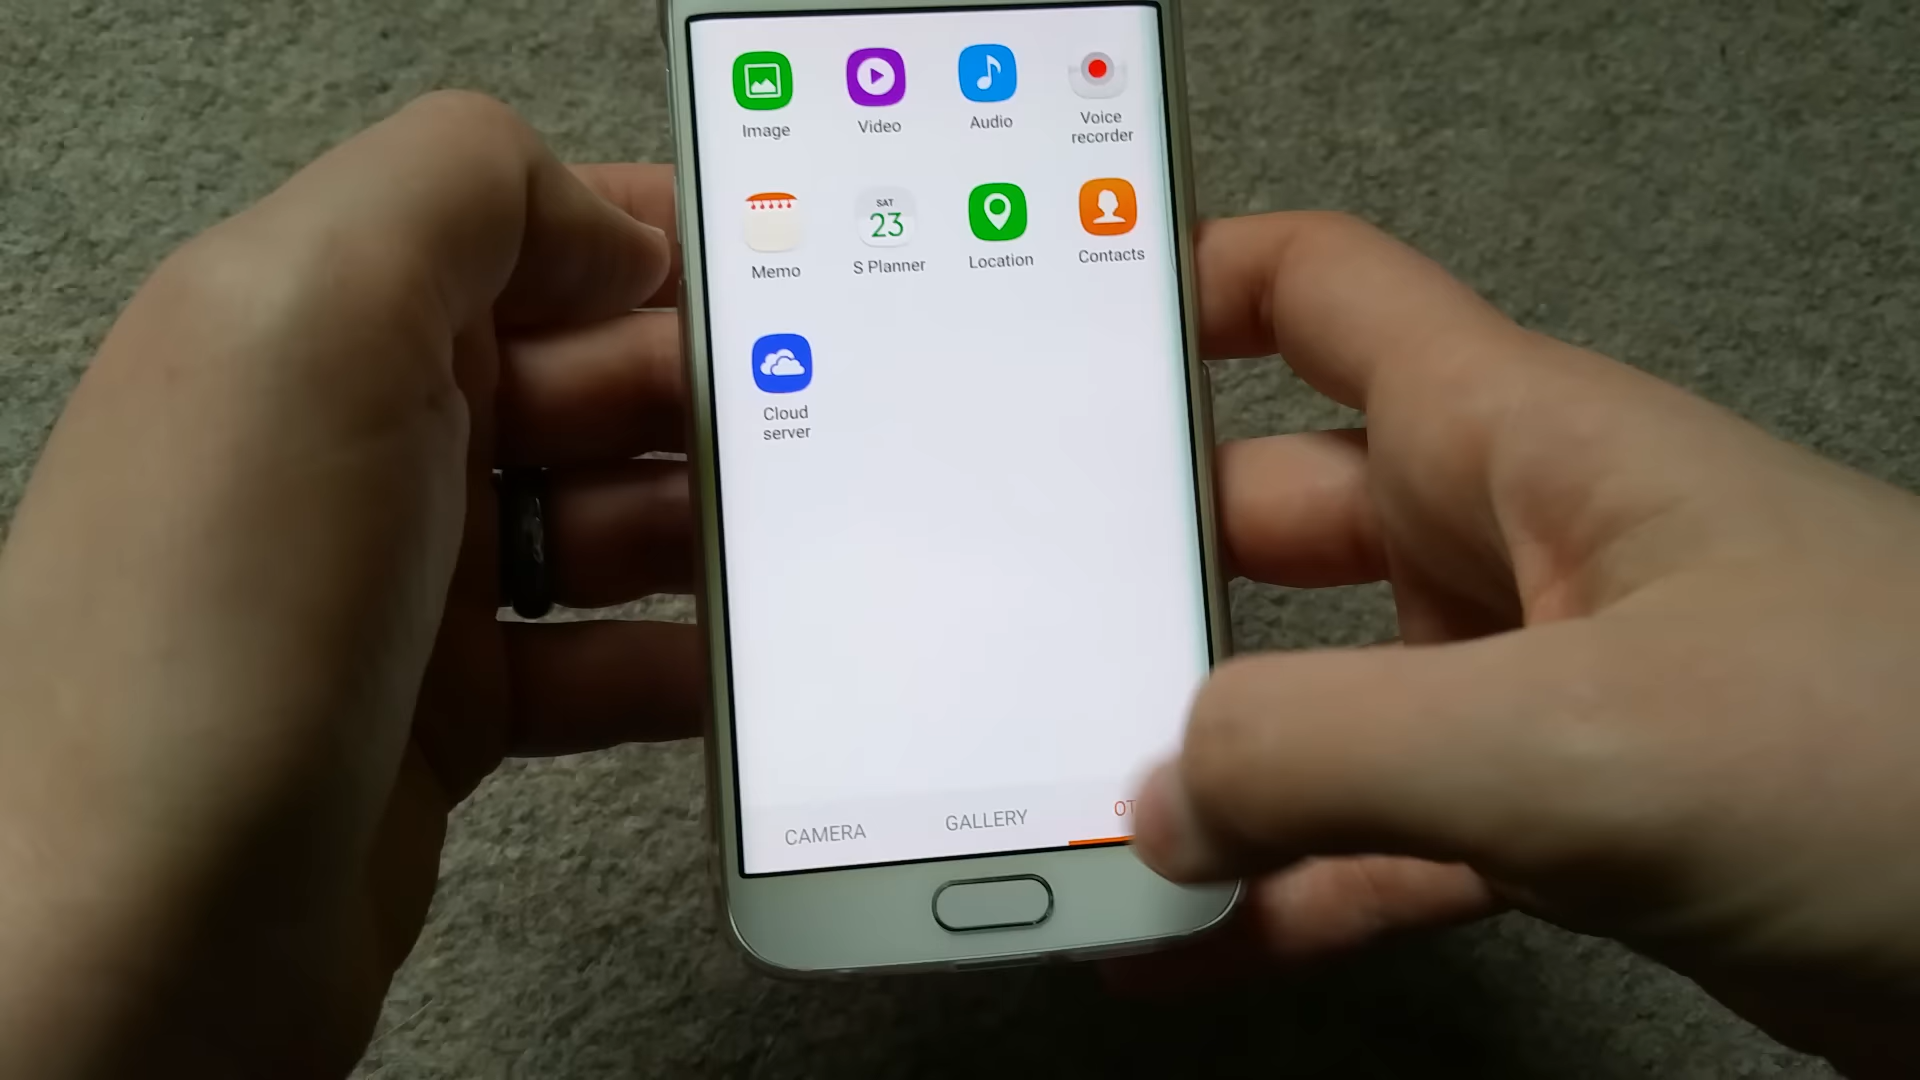 Image
Video
Audio
Voice
recorder
Memo
SAT
23
S Planner
Location
Contacts
Cloud
server
CAMERA
GALLERY